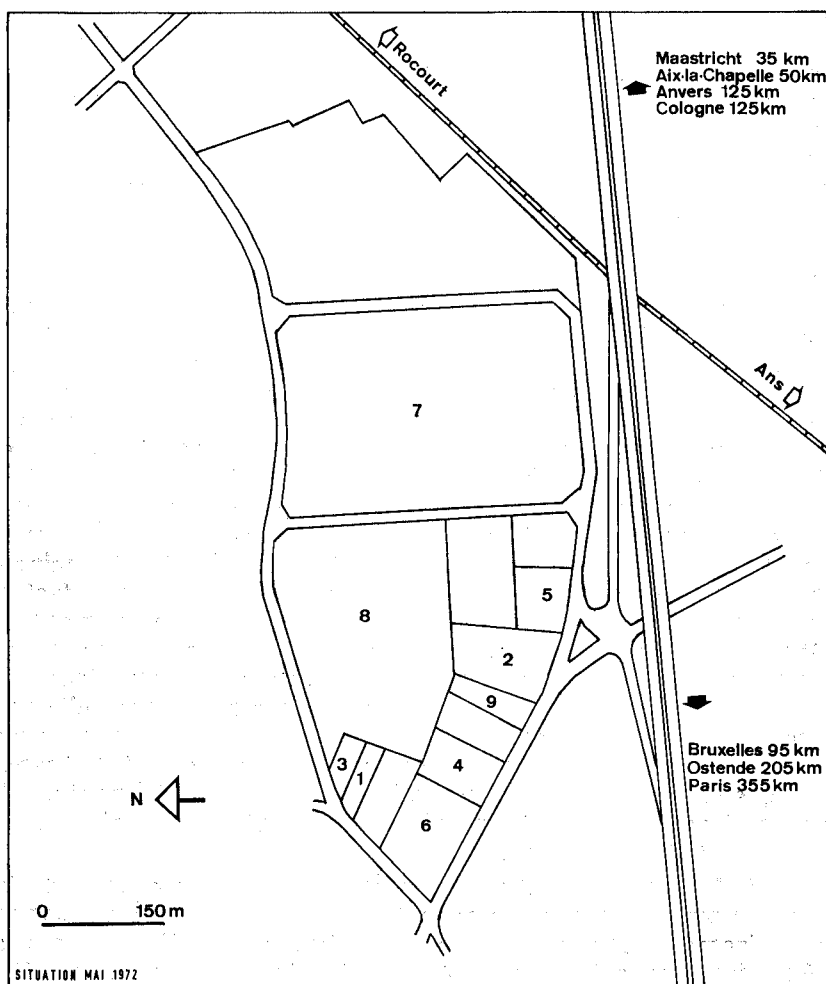 Rocourt
Maastricht 35 km
Aix-la-Chapelle 50km
Anvers 125km
Cologne 125km
Ans
7
5
8
2
9
3
1
4
6
Bruxelles 95 km
Ostende 205 km
Paris 355 km
N
0 150 m
SITUATION MAI 1972